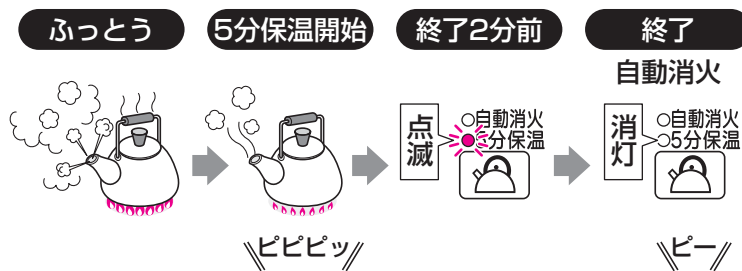 ふっとう
5分保温開始
終了2分前
終了
自動消火
点滅
○自動消火
5分保温
消灯
○自動消火
○5分保温
ピピピッ
ピー